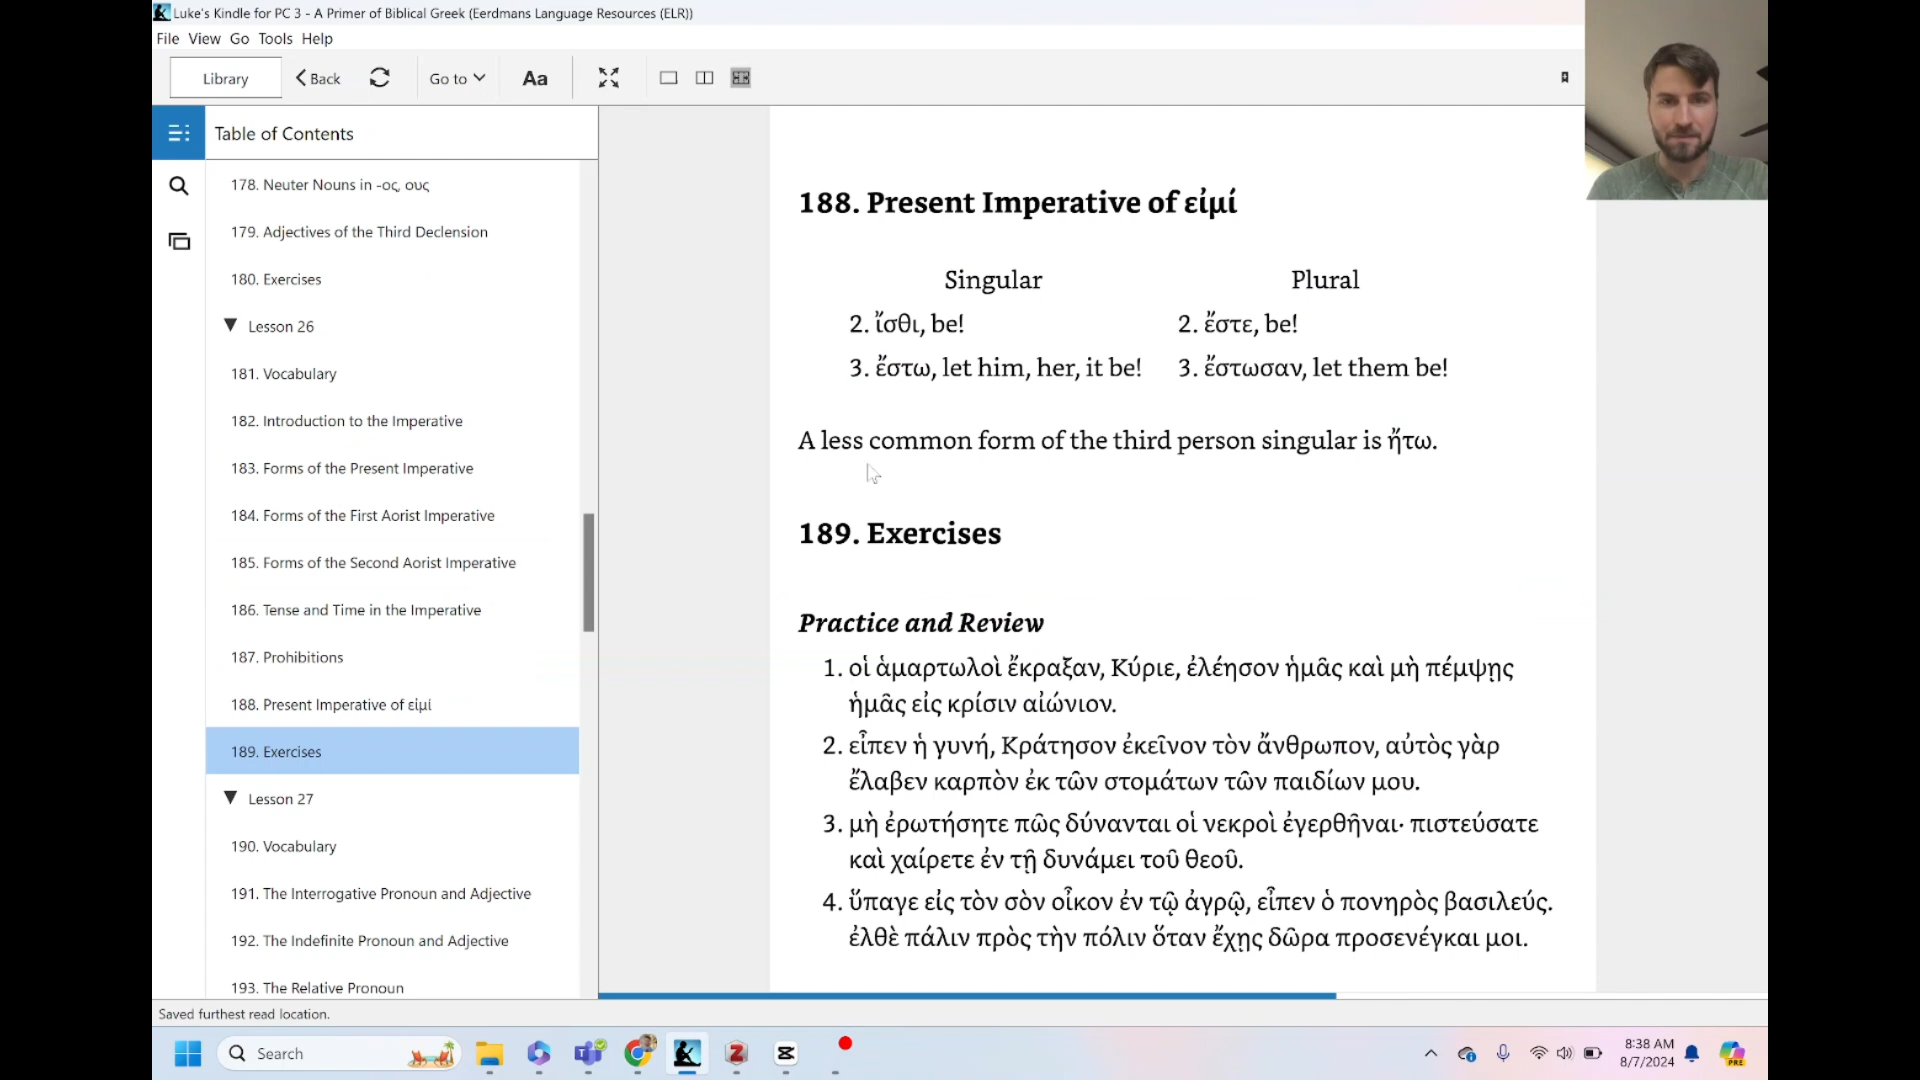 Luke's Kindle for PC 3 - A Primer of Biblical Greek (Eerdmans Language Resources (ELR))
File View Go Tools Help
Library Back Go to Aa
Table of Contents
178. Neuter Nouns in -ος, ους
179. Adjectives of the Third Declension
180. Exercises
Lesson 26
181. Vocabulary
182. Introduction to the Imperative
183. Forms of the Present Imperative
184. Forms of the First Aorist Imperative
185. Forms of the Second Aorist Imperative
186. Tense and Time in the Imperative
187. Prohibitions
188. Present Imperative of εἰμί
189. Exercises
Lesson 27
190. Vocabulary
191. The Interrogative Pronoun and Adjective
192. The Indefinite Pronoun and Adjective
193. The Relative Pronoun
188. Present Imperative of εἰμί
Singular Plural
2. ἴσθι, be! 2. ἔστε, be!
3. ἔστω, let him, her, it be! 3. ἔστωσαν, let them be!
A less common form of the third person singular is ἤτω.
189. Exercises
Practice and Review
1. οἱ ἁμαρτωλοὶ ἔκραξαν, Κύριε, ἐλέησον ἡμᾶς καὶ μὴ πέμψῃς
ἡμᾶς εἰς κρίσιν αἰώνιον.
2. εἶπεν ἡ γυνή, Κράτησον ἐκεῖνον τὸν ἄνθρωπον, αὐτὸς γὰρ
ἔλαβεν καρπὸν ἐκ τῶν στομάτων τῶν παιδίων μου.
3. μὴ ἐρωτήσητε πῶς δύνανται οἱ νεκροὶ ἐγερθῆναι· πιστεύσατε
καὶ χαίρετε ἐν τῇ δυνάμει τοῦ θεοῦ.
4. ὕπαγε εἰς τὸν σὸν οἶκον ἐν τῷ ἀγρῷ, εἶπεν ὁ πονηρὸς βασιλεύς.
ἐλθὲ πάλιν πρὸς τὴν πόλιν ὅταν ἔχῃς δῶρα προσενέγκαι μοι.
Saved furthest read location.
Search
8:38 AM
8/7/2024
PRE